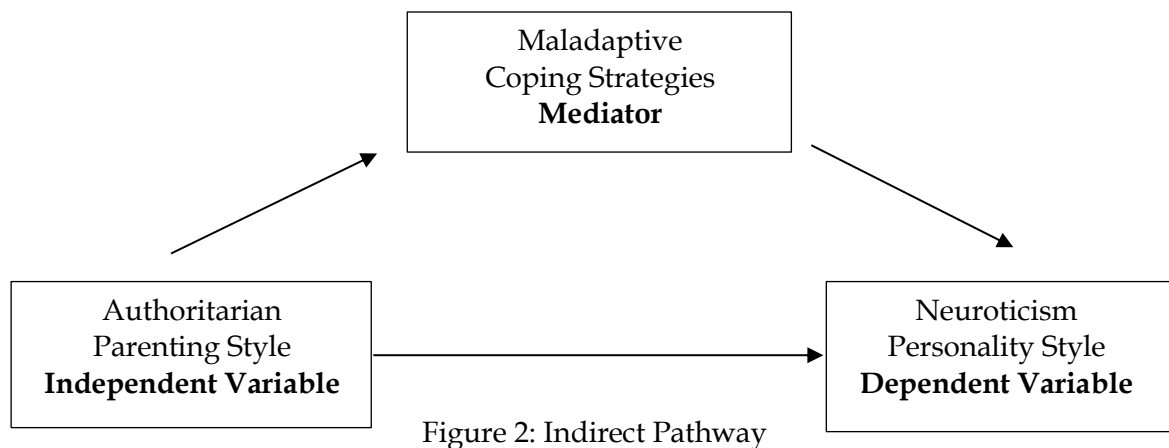 Maladaptive
Coping Strategies
Mediator
Authoritarian
Parenting Style
Independent Variable
Neuroticism
Personality Style
Dependent Variable
Figure 2: Indirect Pathway